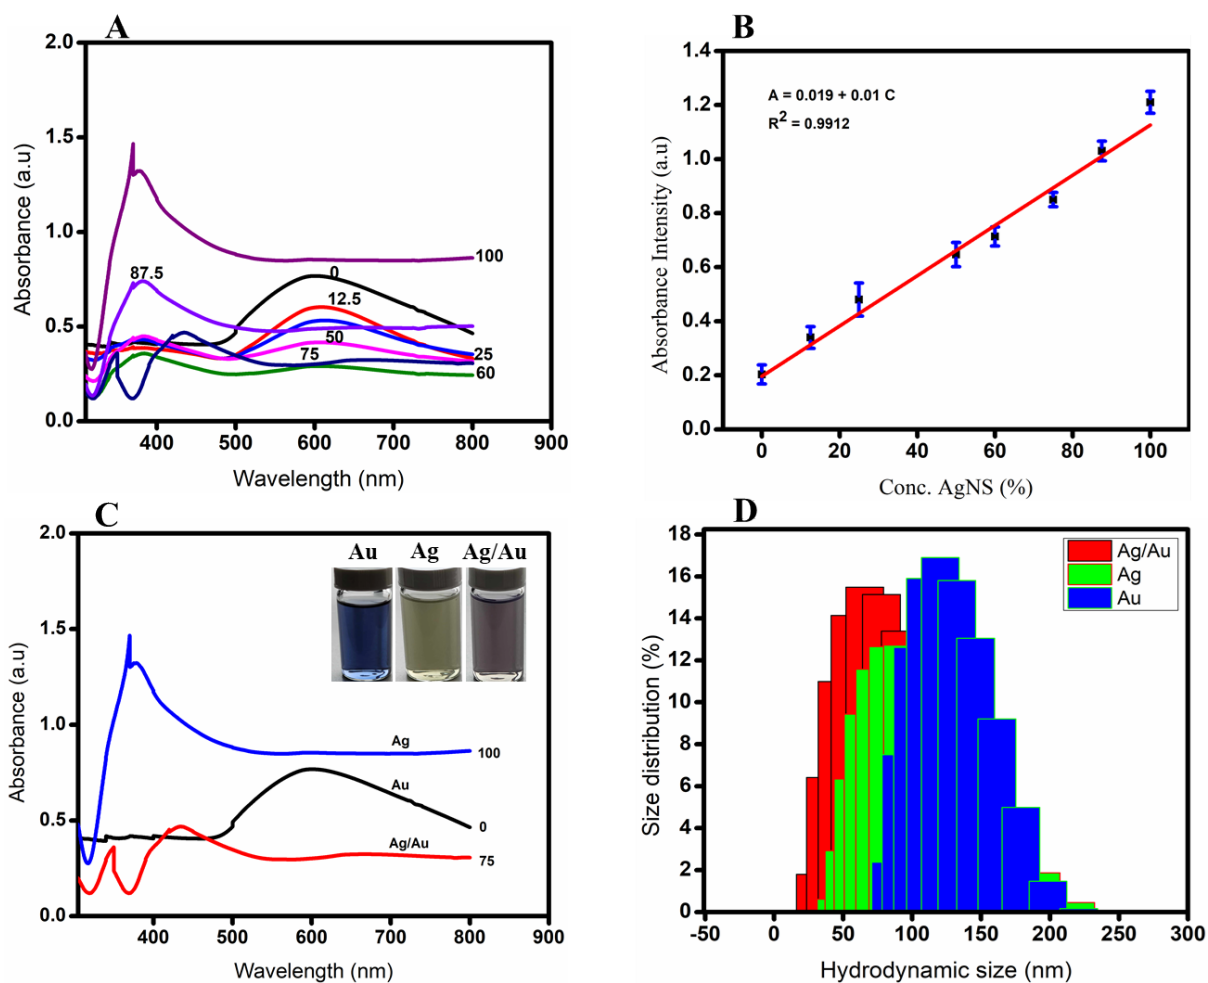 A
2.0
1.5
1.0
0.5
0.0
Absorbance (a.u)
100
87.5
0
12.5
50
75
25
60
400 500 600 700 800 900
Wavelength (nm)
B
1.4
1.2
1.0
0.8
0.6
0.4
0.2
0.0
Absorbance Intensity (a.u)
A = 0.019 + 0.01 C
R2 = 0.9912
0 20 40 60 80 100
Conc. AgNS (%)
C
2.0
1.5
1.0
0.5
0.0
Absorbance (a.u)
Au Ag Ag/Au
Ag
100
Au
0
Ag/Au
75
400 500 600 700 800 900
Wavelength (nm)
D
18
16
14
12
10
8
6
4
2
0
Size distribution (%)
Ag/Au
Ag
Au
-50 0 50 100 150 200 250 300
Hydrodynamic size (nm)